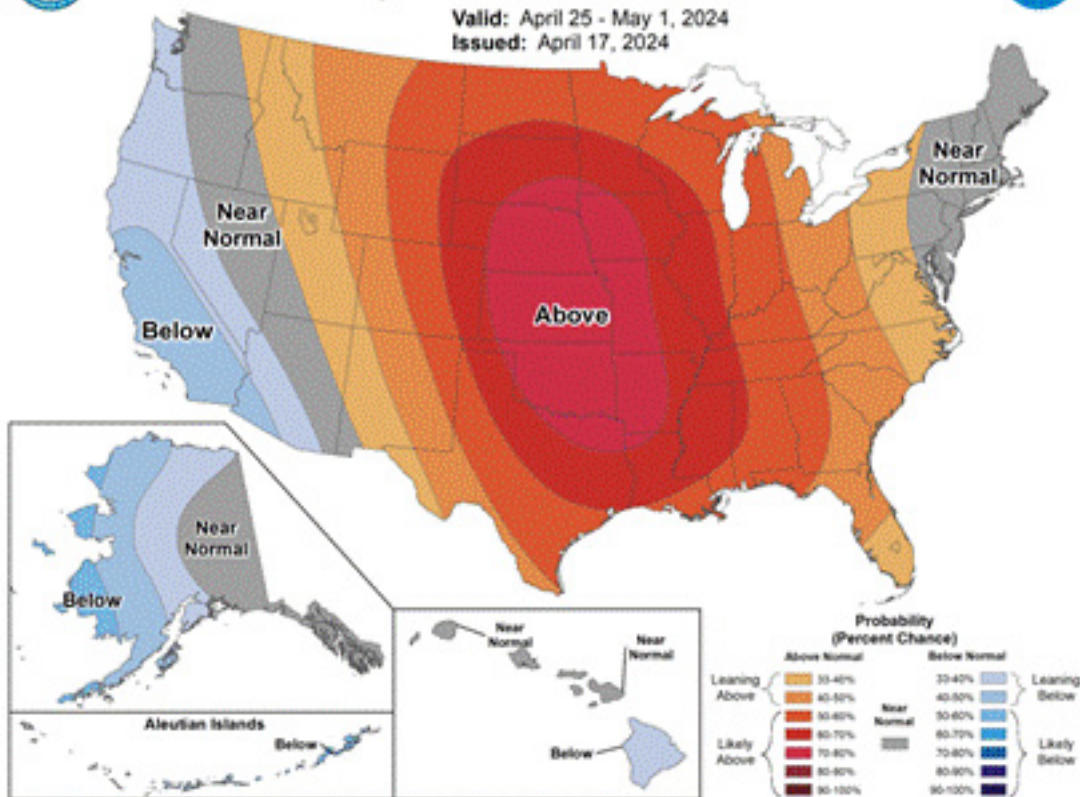 Valid: April 25 - May 1, 2024
Issued: April 17, 2024
Near
Normal
Near
Normal
Above
Below
Near
Normal
Below
Aleutian Islands
Below
Near
Normal
Near
Normal
Below
Probability
(Percent Chance)
Above Normal
Below Normal
Leaning
Above
33-40%
40-50%
Likely
Above
50-60%
60-70%
70-80%
80-90%
90-100%
Near
Normal
33-40%
40-50%
Leaning
Below
50-60%
60-70%
70-80%
80-90%
90-100%
Likely
Below